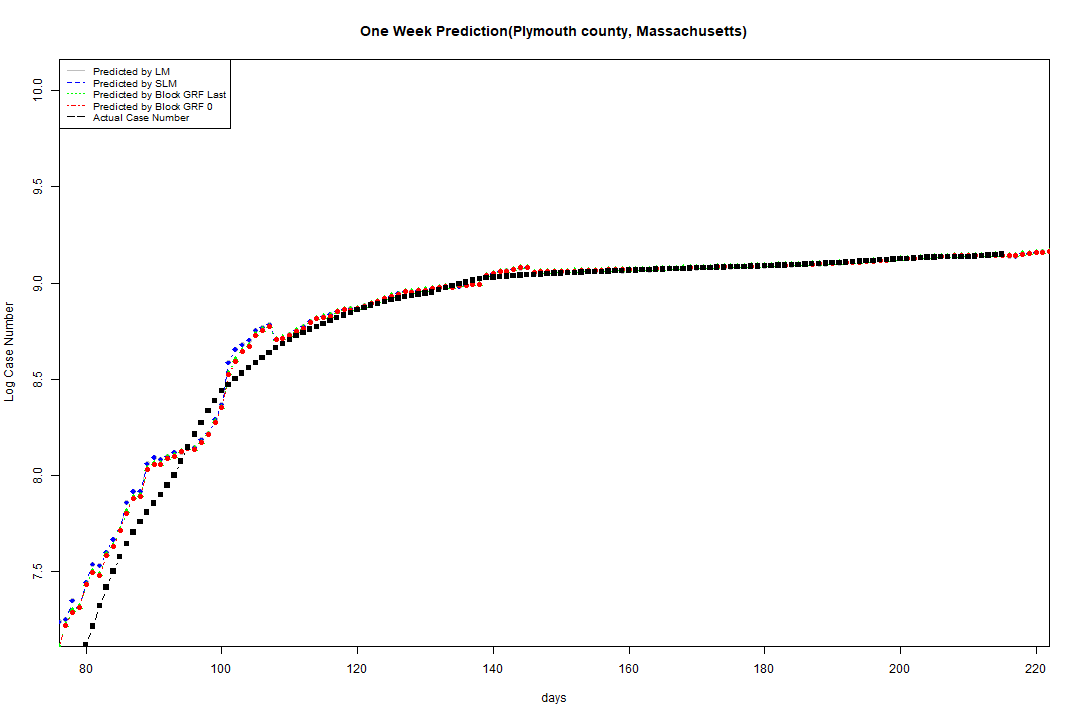 One Week Prediction(Plymouth county, Massachusetts)
Predicted by LM
Predicted by SLM
Predicted by Block GRF Last
Predicted by Block GRF 0
Actual Case Number
10.0
9.5
9.0
8.5
8.0
7.5
Log Case Number
80 100 120 140 160 180 200 220
days